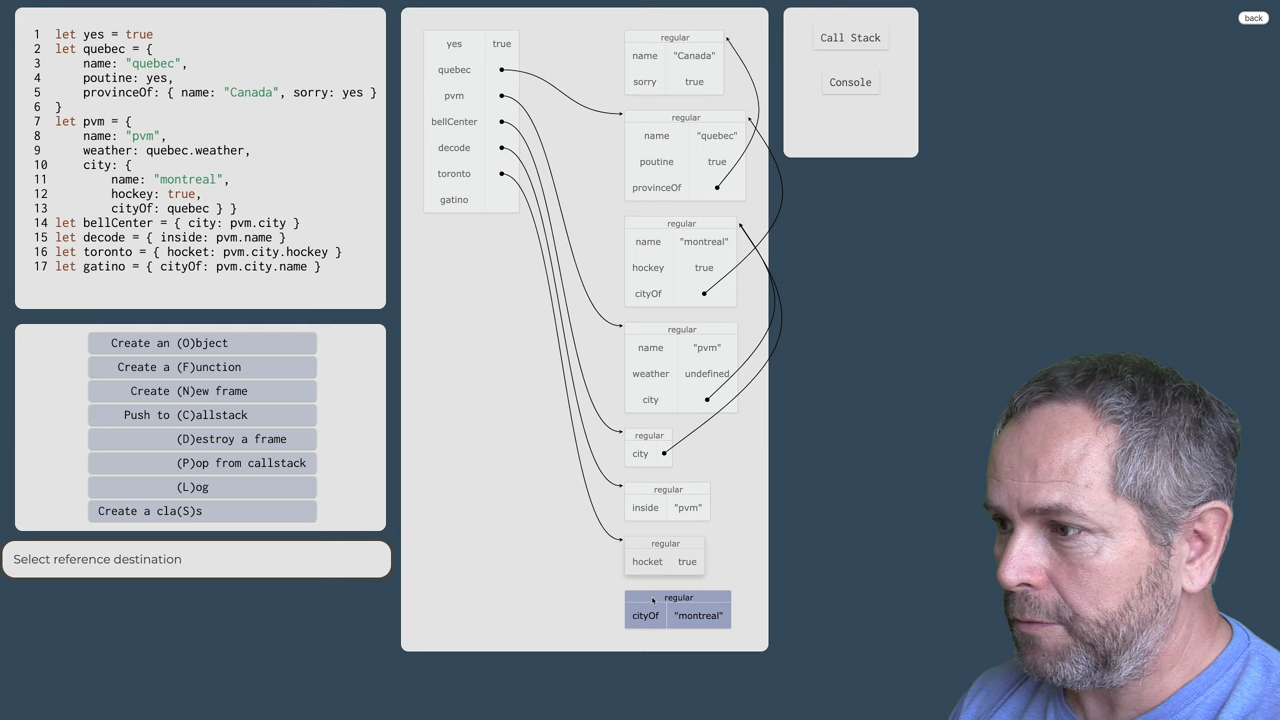 back
1 let yes = true
2 let quebec = {
3 name: "quebec",
4 poutine: yes,
5 provinceOf: { name: "Canada", sorry: yes }
6 }
7 let pvm = {
8 name: "pvm",
9 weather: quebec.weather,
10 city: {
11 name: "montreal",
12 hockey: true,
13 cityOf: quebec } }
14 let bellCenter = { city: pvm.city }
15 let decode = { inside: pvm.name }
16 let toronto = { hocket: pvm.city.hockey }
17 let gatino = { cityOf: pvm.city.name }
Create an (O)bject
Create a (F)unction
Create (N)ew frame
Push to (C)allstack
(D)estroy a frame
(P)op from callstack
(L)og
Create a cla(S)s
Select reference destination
yes true
quebec
pvm
bellCenter
decode
toronto
gatino
regular
name "Canada"
sorry true
regular
name "quebec"
poutine true
provinceOf
regular
name "montreal"
hockey true
cityOf
regular
name "pvm"
weather undefined
city
regular
city
regular
inside "pvm"
regular
hocket true
regular
cityOf "montreal"
Call Stack
Console